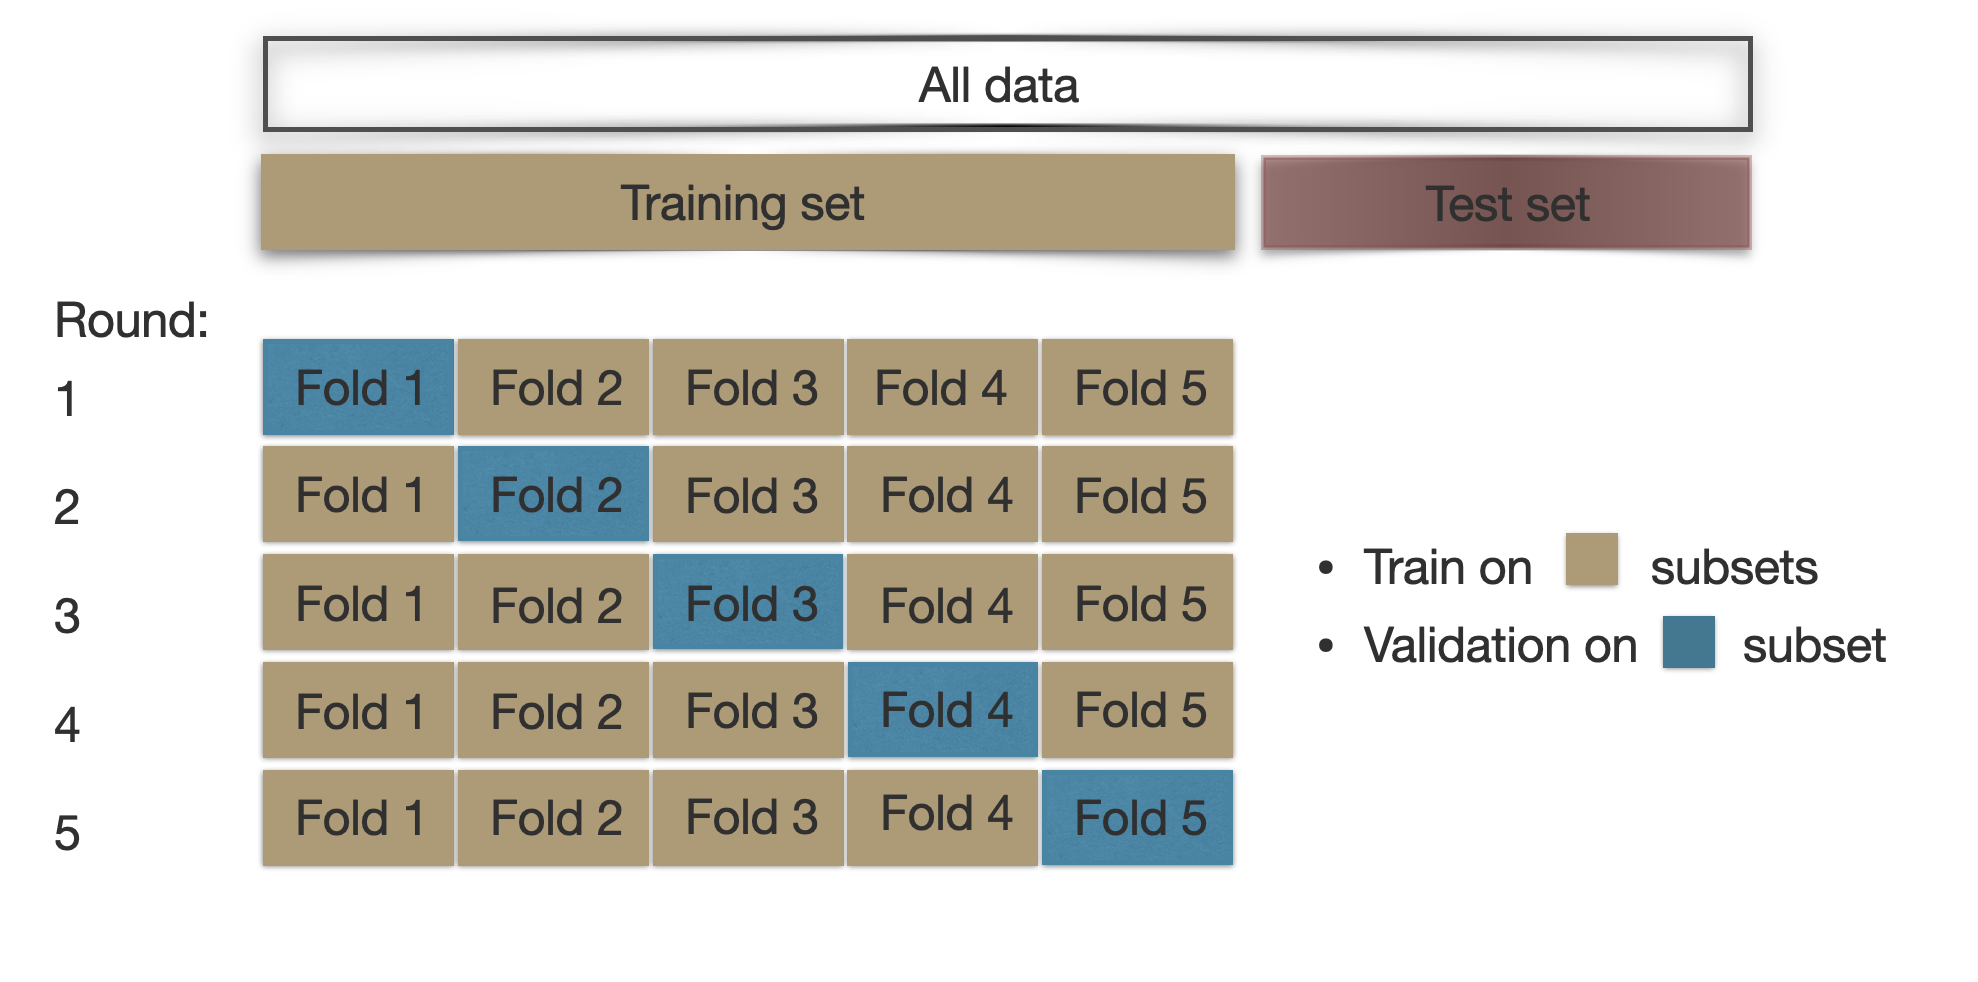 All data
Training set Test set
Round:
1 Fold 1 Fold 2 Fold 3 Fold 4 Fold 5
2 Fold 1 Fold 2 Fold 3 Fold 4 Fold 5
• Train on subsets
3 Fold 1 Fold 2 Fold 3 Fold 4 Fold 5
• Validation on subset
4 Fold 1 Fold 2 Fold 3 Fold 4 Fold 5
5 Fold 1 Fold 2 Fold 3 Fold 4 Fold 5